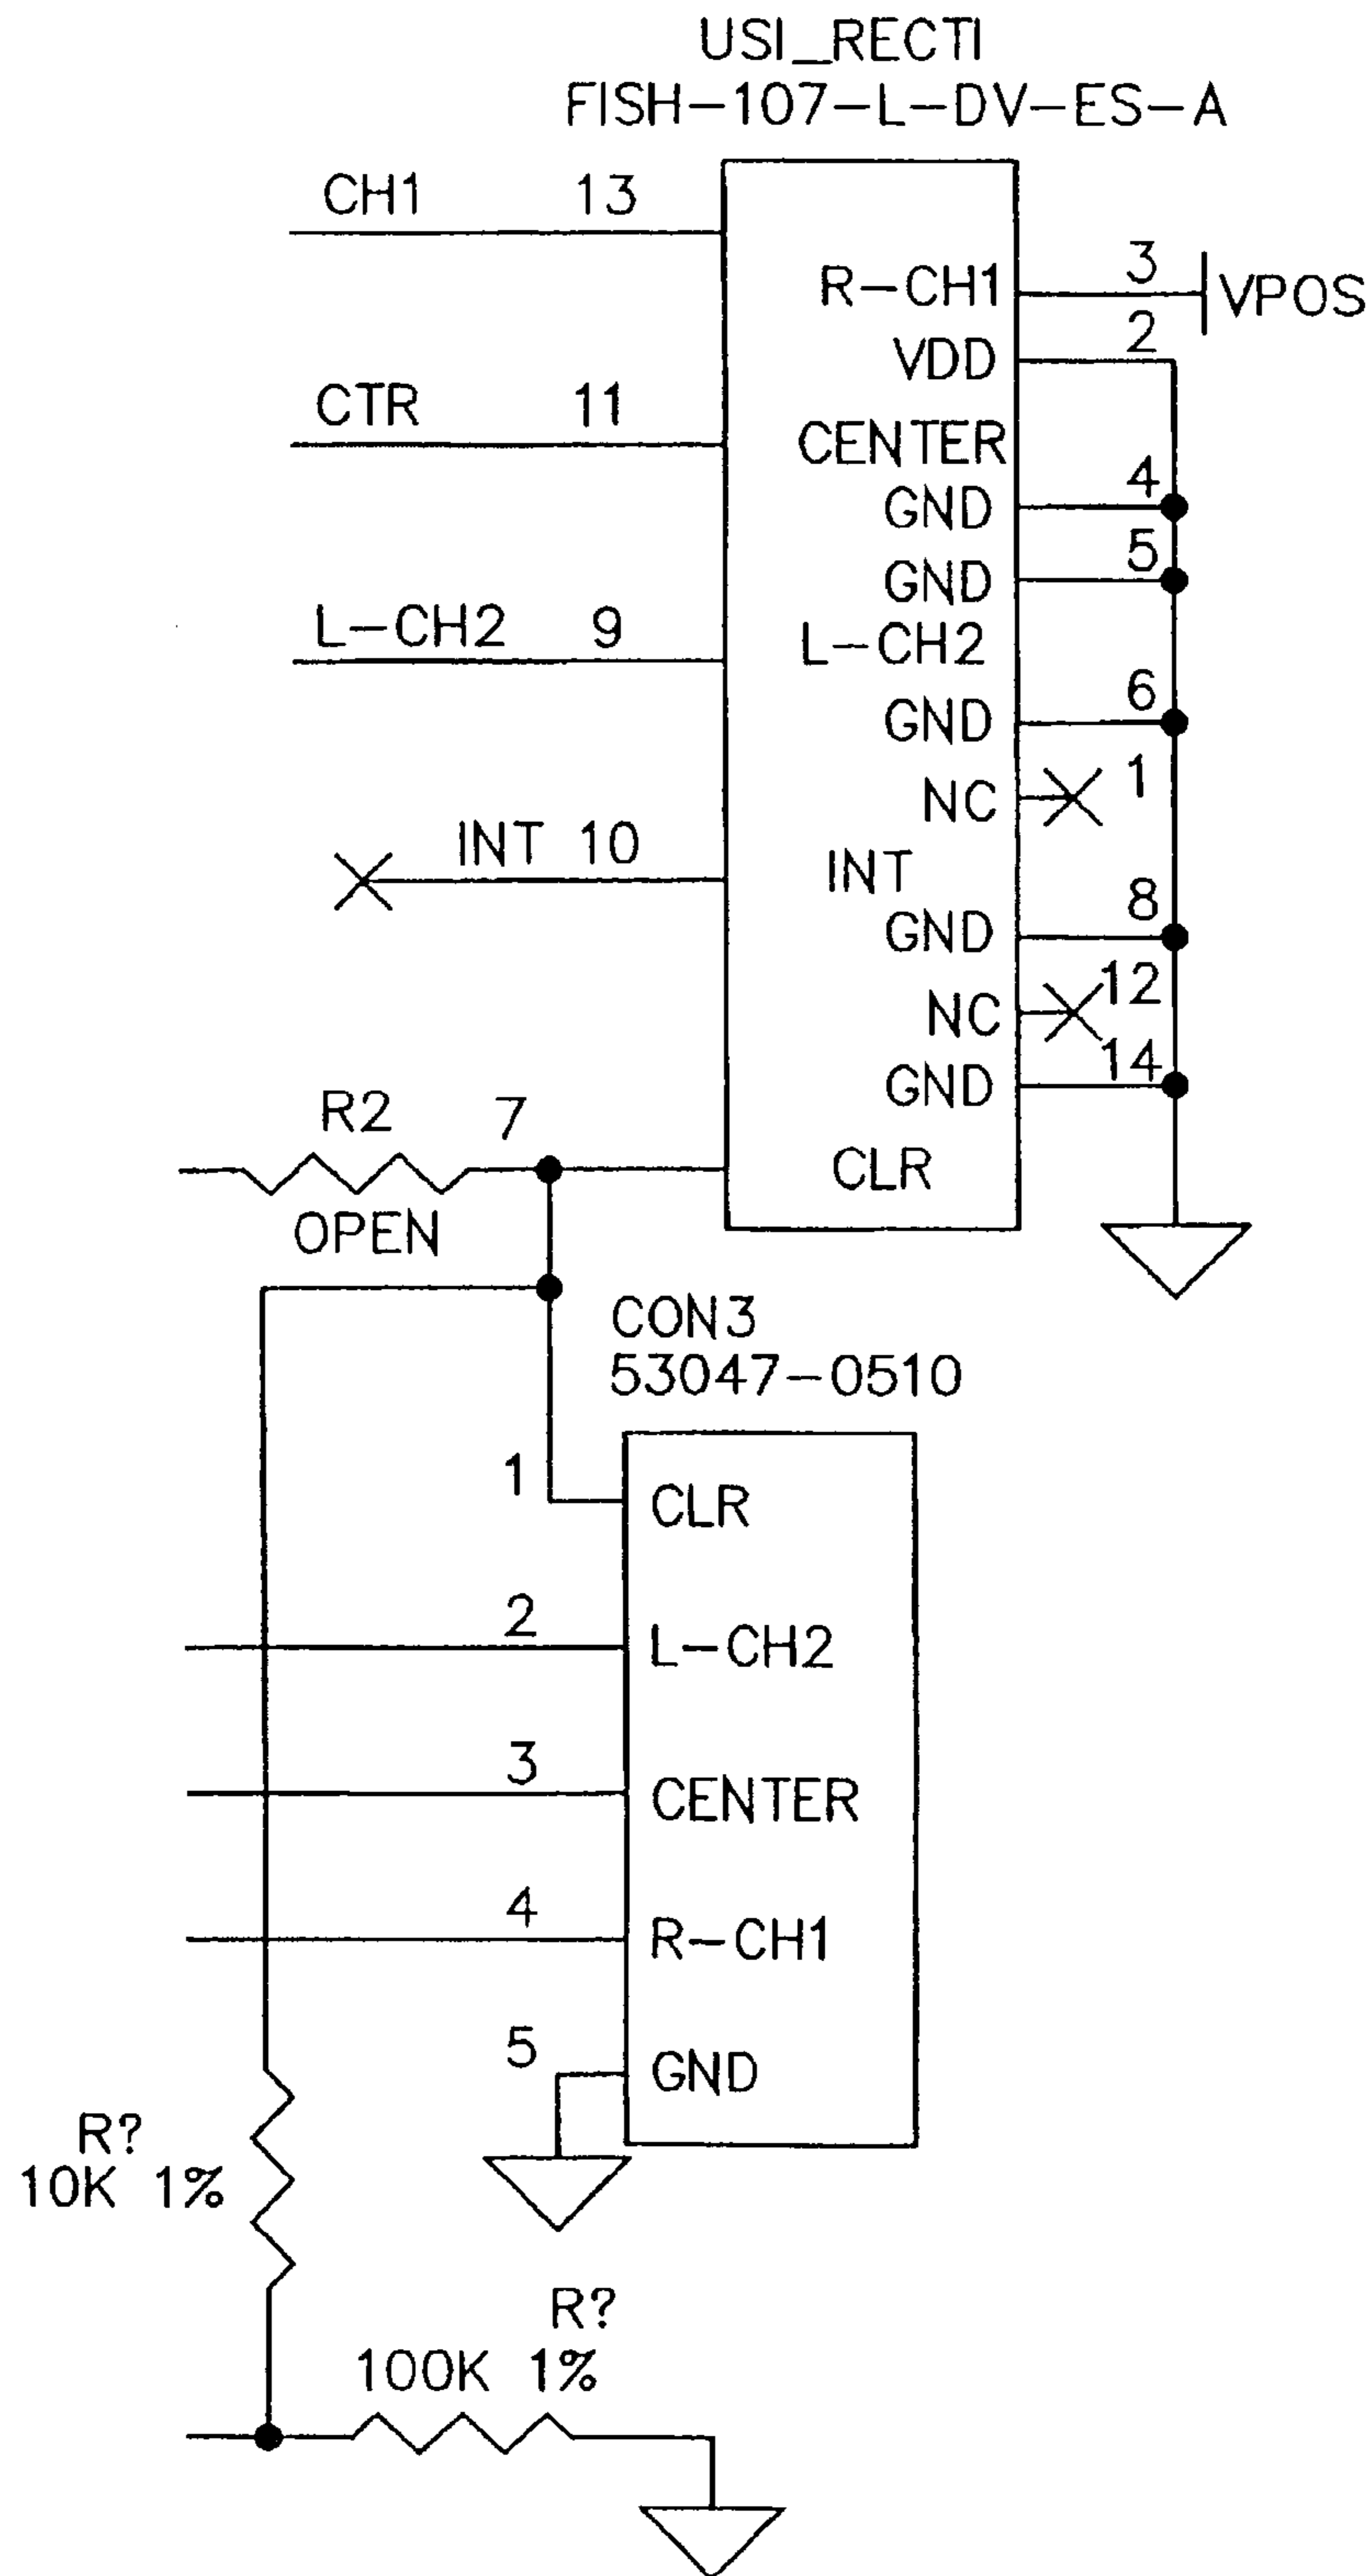 USI_RECTI
FISH-107-L-DV-ES-A
CH1 13
R-CH1 3 VPOS
VDD 2
CTR 11
CENTER
GND 4
GND 5
L-CH2 9
L-CH2
GND 6
NC 1
INT 10
INT
GND 8
NC 12
GND 14
R2 7
CLR
OPEN
CON3
53047-0510
1 CLR
2 L-CH2
3 CENTER
4 R-CH1
5 GND
R?
10K 1%
R?
100K 1%